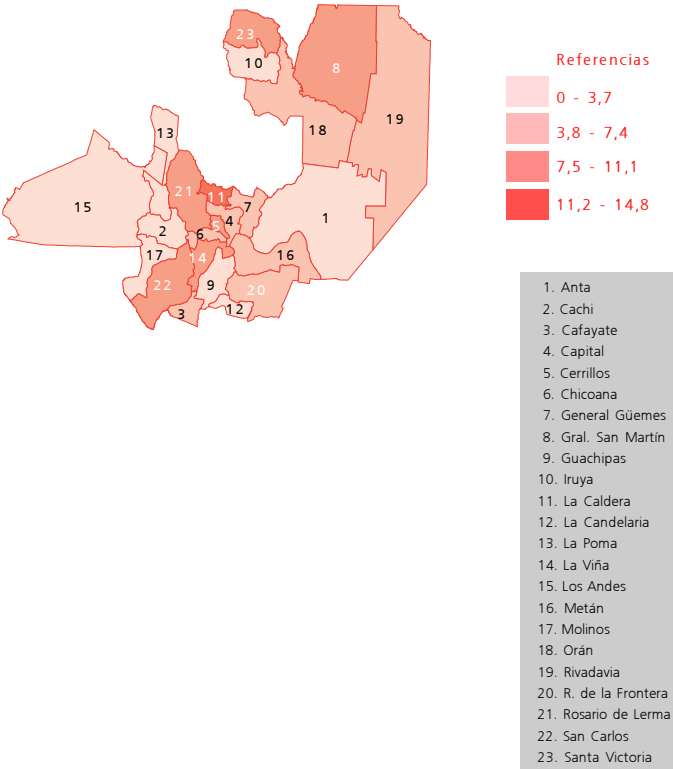 23
10
8
19
18
13
15
21
11
7
4
5
6
1
2
17
14
16
22
9
20
3
12
Referencias
0 - 3,7
3,8 - 7,4
7,5 - 11,1
11,2 - 14,8
1. Anta
2. Cachi
3. Cafayate
4. Capital
5. Cerrillos
6. Chicoana
7. General Güemes
8. Gral. San Martín
9. Guachipas
10. Iruya
11. La Caldera
12. La Candelaria
13. La Poma
14. La Viña
15. Los Andes
16. Metán
17. Molinos
18. Orán
19. Rivadavia
20. R. de la Frontera
21. Rosario de Lerma
22. San Carlos
23. Santa Victoria